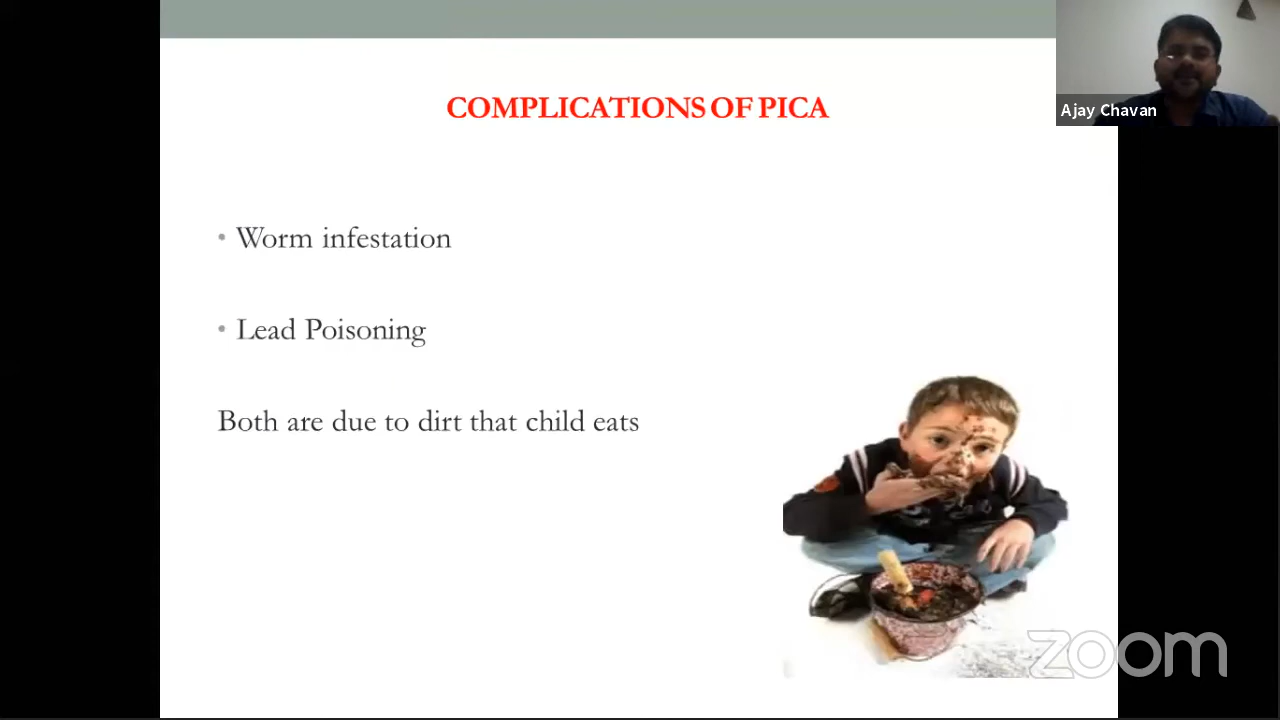 COMPLICATIONS OF PICA
Ajay Chavan
• Worm infestation
• Lead Poisoning
Both are due to dirt that child eats
zoom